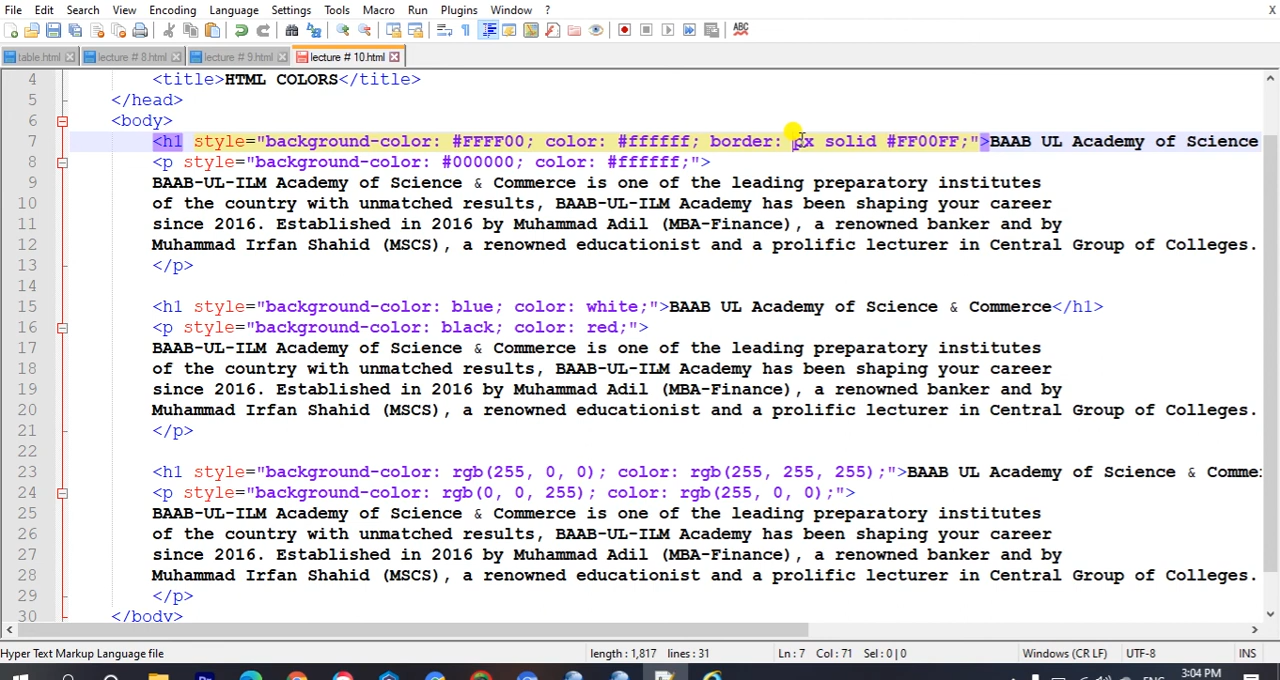 File Edit Search View Encoding Language Settings Tools Macro Run Plugins Window ? X
table.html lecture # 8.html lecture # 9.html lecture # 10.html
4 <title>HTML COLORS</title>
5 </head>
6 <body>
7 <h1 style="background-color: #FFFF00; color: #ffffff; border: px solid #FF00FF;">BAAB UL Academy of Science
8 <p style="background-color: #000000; color: #ffffff;">
9 BAAB-UL-ILM Academy of Science & Commerce is one of the leading preparatory institutes
10 of the country with unmatched results, BAAB-UL-ILM Academy has been shaping your career
11 since 2016. Established in 2016 by Muhammad Adil (MBA-Finance), a renowned banker and by
12 Muhammad Irfan Shahid (MSCS), a renowned educationist and a prolific lecturer in Central Group of Colleges.
13 </p>
14
15 <h1 style="background-color: blue; color: white;">BAAB UL Academy of Science & Commerce</h1>
16 <p style="background-color: black; color: red;">
17 BAAB-UL-ILM Academy of Science & Commerce is one of the leading preparatory institutes
18 of the country with unmatched results, BAAB-UL-ILM Academy has been shaping your career
19 since 2016. Established in 2016 by Muhammad Adil (MBA-Finance), a renowned banker and by
20 Muhammad Irfan Shahid (MSCS), a renowned educationist and a prolific lecturer in Central Group of Colleges.
21 </p>
22
23 <h1 style="background-color: rgb(255, 0, 0); color: rgb(255, 255, 255);">BAAB UL Academy of Science & Comme
24 <p style="background-color: rgb(0, 0, 255); color: rgb(255, 0, 0);">
25 BAAB-UL-ILM Academy of Science & Commerce is one of the leading preparatory institutes
26 of the country with unmatched results, BAAB-UL-ILM Academy has been shaping your career
27 since 2016. Established in 2016 by Muhammad Adil (MBA-Finance), a renowned banker and by
28 Muhammad Irfan Shahid (MSCS), a renowned educationist and a prolific lecturer in Central Group of Colleges.
29 </p>
30 </body>
Hyper Text Markup Language file length : 1,817 lines : 31 Ln : 7 Col : 71 Sel : 0 | 0 Windows (CR LF) UTF-8 INS
ENG 3:04 PM